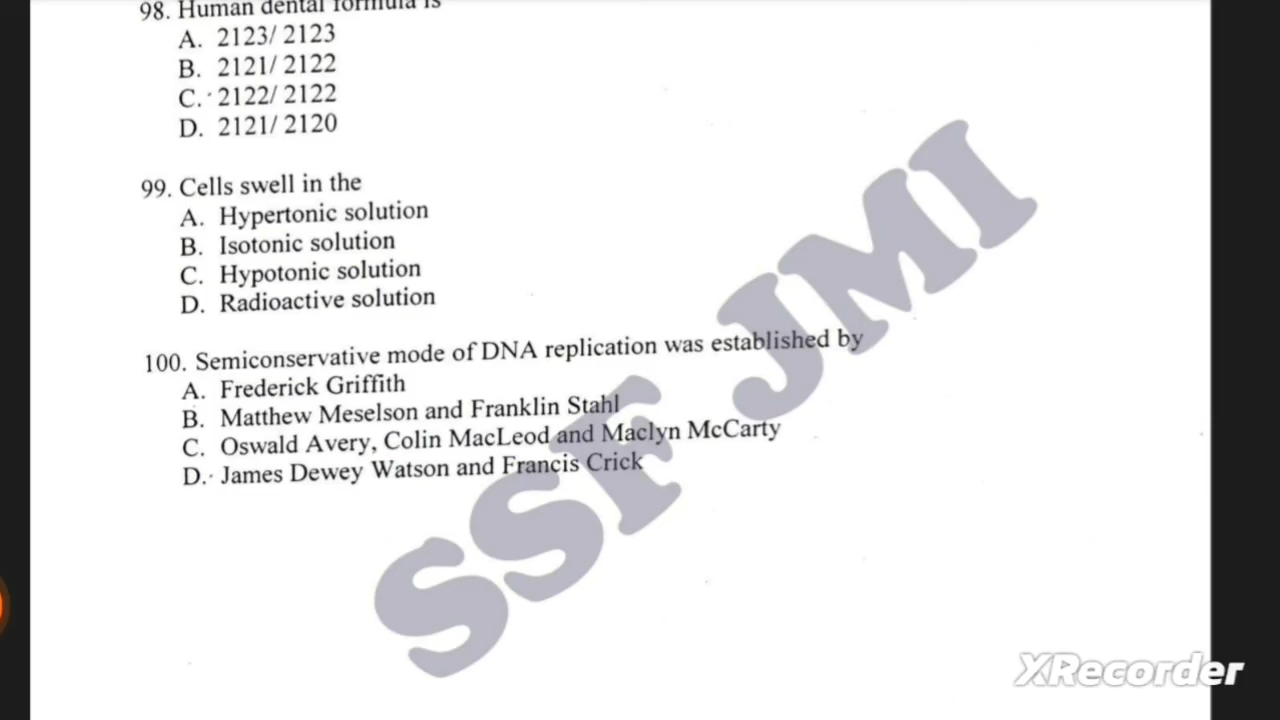 98. Human dental formula is
A. 2123/ 2123
B. 2121/ 2122
C. 2122/ 2122
D. 2121/ 2120
99. Cells swell in the
A. Hypertonic solution
B. Isotonic solution
C. Hypotonic solution
D. Radioactive solution
100. Semiconservative mode of DNA replication was established by
A. Frederick Griffith
B. Matthew Meselson and Franklin Stahl
C. Oswald Avery, Colin MacLeod and Maclyn McCarty
D. James Dewey Watson and Francis Crick
SSF JMI
XRecorder